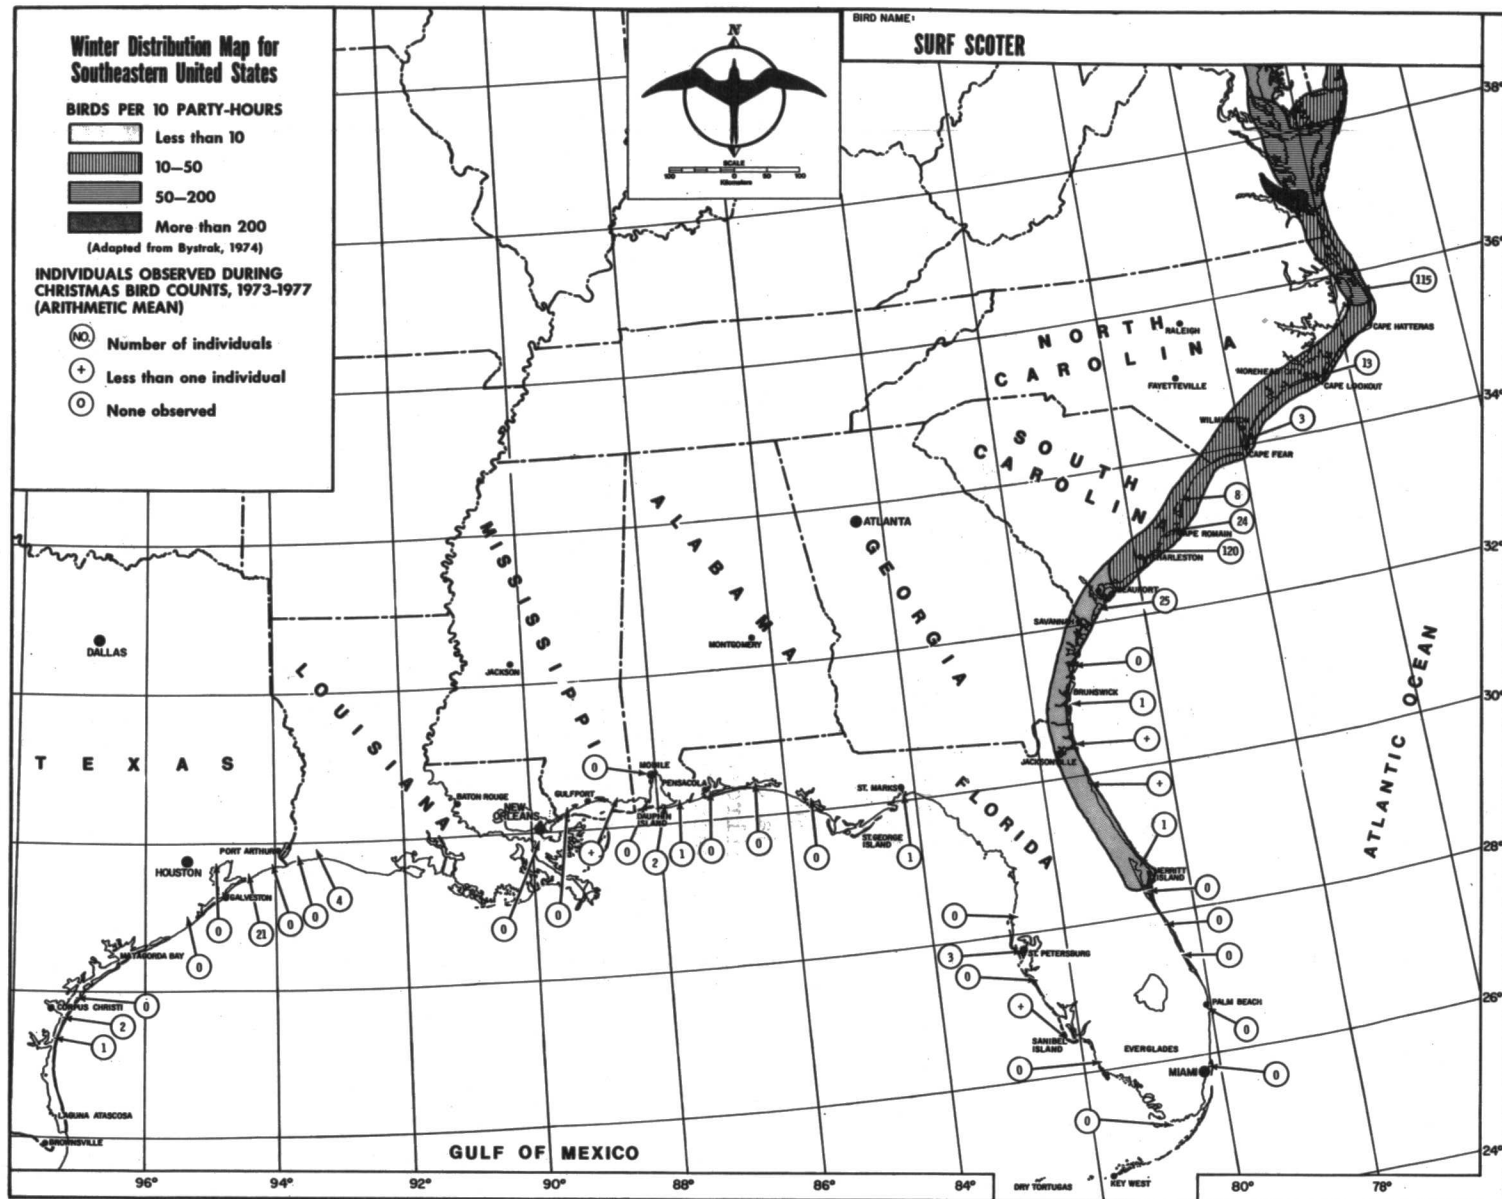 Winter Distribution Map for
Southeastern United States
BIRDS PER 10 PARTY-HOURS
Less than 10
10—50
50—200
More than 200
(Adapted from Bystrak, 1974)
INDIVIDUALS OBSERVED DURING
CHRISTMAS BIRD COUNTS, 1973-1977
(ARITHMETIC MEAN)
NO. Number of individuals
+ Less than one individual
0 None observed
N
SCALE
100 0 50 100
Kilometers
BIRD NAME:
SURF SCOTER
38°
36°
34°
32°
30°
28°
26°
24°
115
CAPE HATTERAS
NORTH
CAROLINA
RALEIGH
FAYETTEVILLE
13
CAPE LOOKOUT
3
CAPE FEAR
SOUTH
8
24
CAPE ROMAIN
120
CHARLESTON
BEAUFORT
25
SAVANNAH
0
BRUNSWICK
1
+
JACKSONVILLE
+
1
MERRITT
ISLAND
0
0
0
PALM BEACH
0
EVERGLADES
MIAMI
0
0
ATLANTIC OCEAN
ATLANTA
GEORGIA
ALABAMA
MONTGOMERY
MISSISSIPPI
JACKSON
LOUISIANA
DALLAS
TEXAS
FLORIDA
0
MOBILE
PENSACOLA
GULFPORT
BATON ROUGE
NEW
ORLEANS
DAUPHIN
ISLAND
ST. MARKS
ST. GEORGE
ISLAND
+ 0 2 1 0 0 0 1
0 0
PORT ARTHUR
HOUSTON
GALVESTON
0 21 0 0 4
0
MATAGORDA BAY
CORPUS CHRISTI
0
2
1
LAGUNA ATASCOSA
BROWNSVILLE
0
3
ST. PETERSBURG
0
+
SANIBEL
ISLAND
0
GULF OF MEXICO
DRY TORTUGAS
KEY WEST
96° 94° 92° 90° 88° 86° 84° 80° 78°